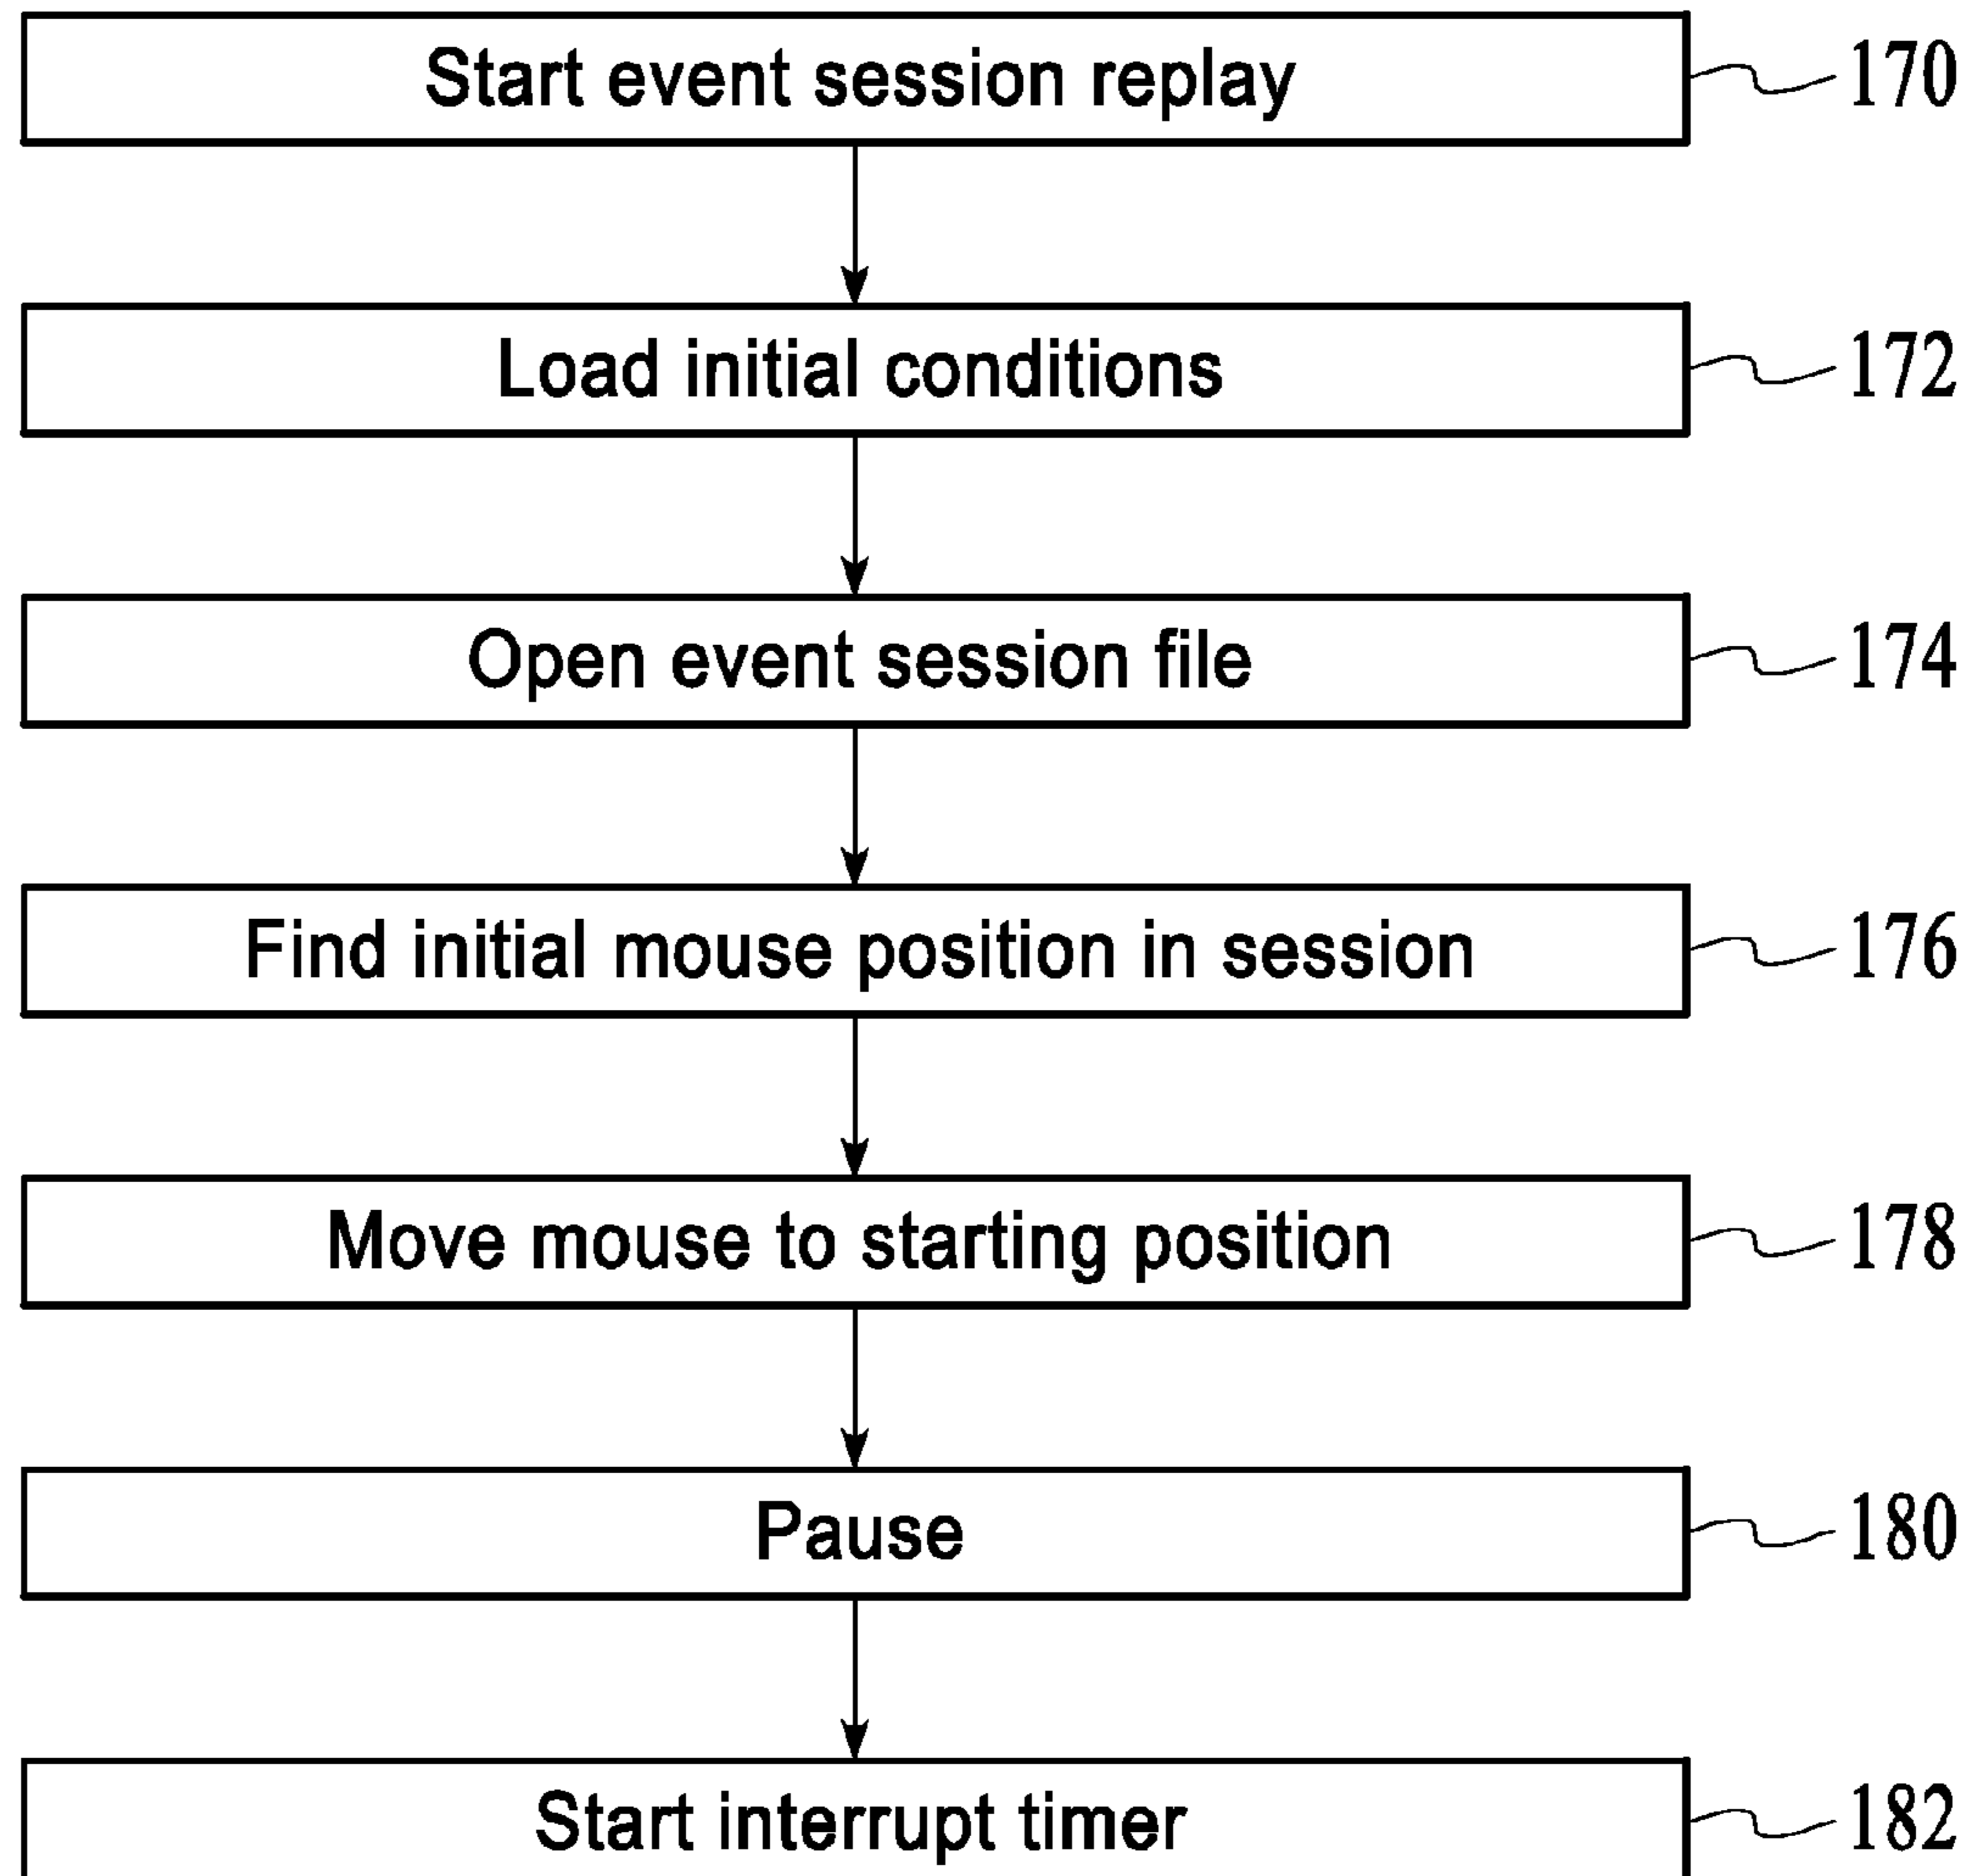 Start event session replay 170
Load initial conditions 172
Open event session file 174
Find initial mouse position in session 176
Move mouse to starting position 178
Pause 180
Start interrupt timer 182